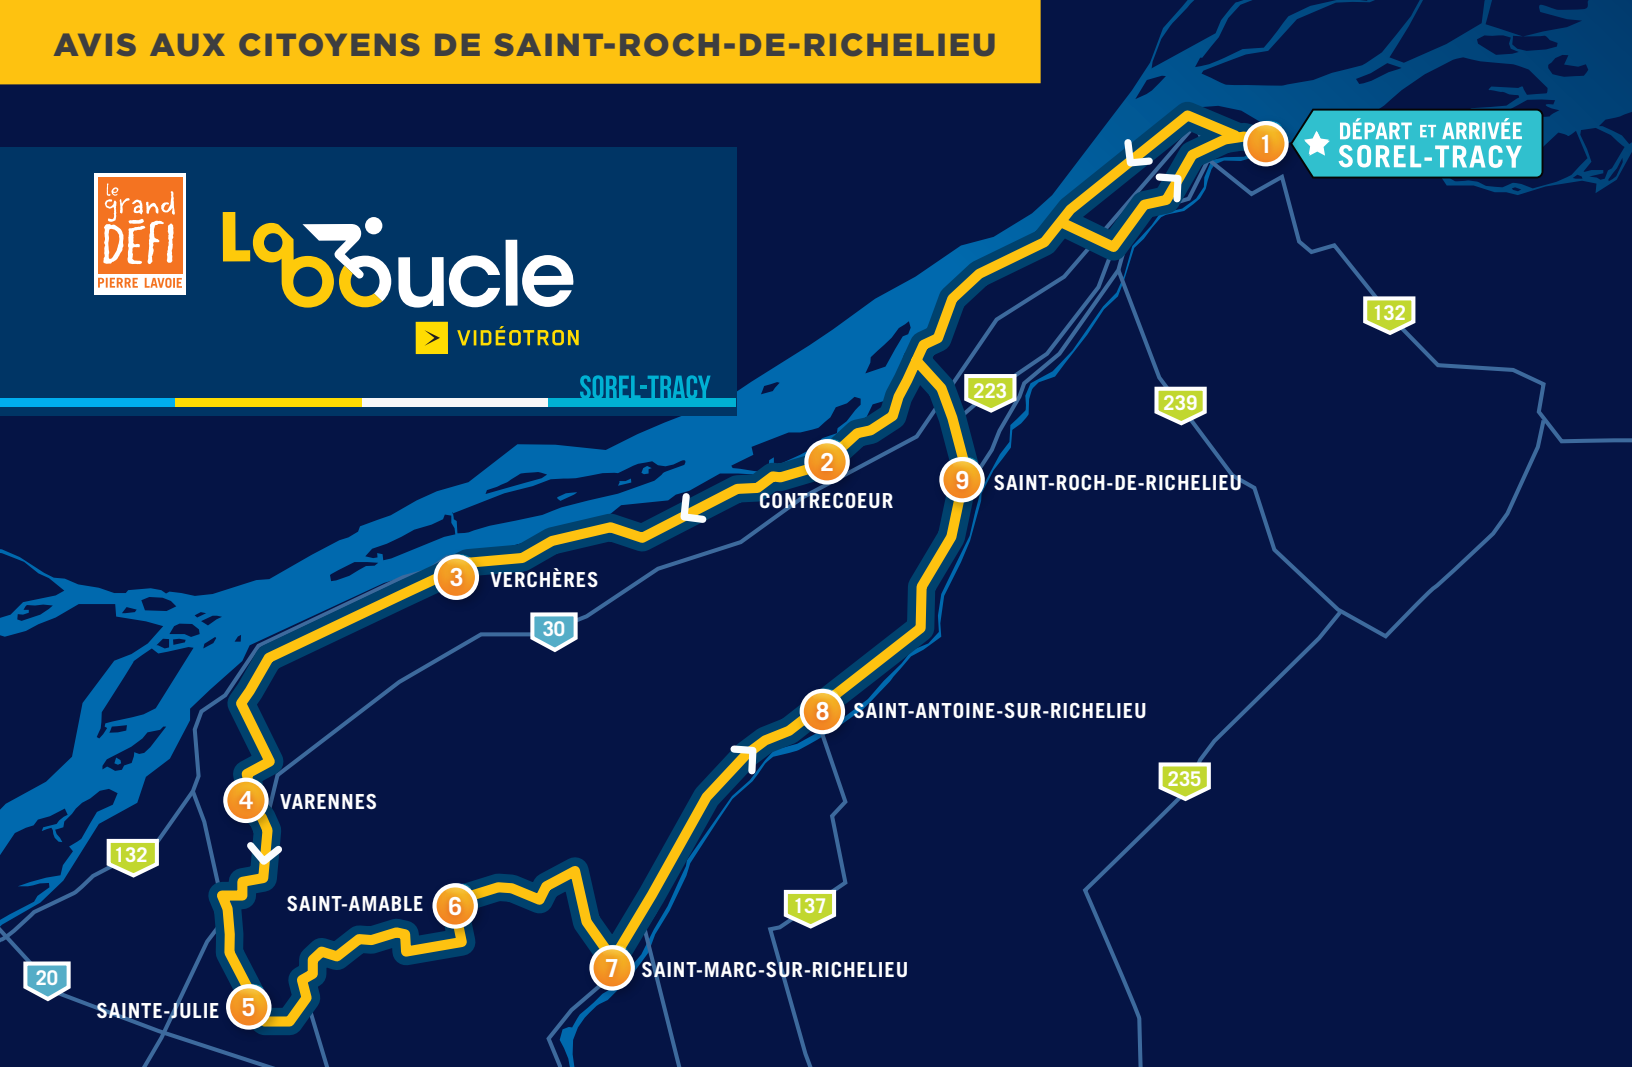 AVIS AUX CITOYENS DE SAINT-ROCH-DE-RICHELIEU
1
DÉPART ET ARRIVÉE
SOREL-TRACY
le
grand
DÉFI
PIERRE LAVOIE
La boucle
VIDÉOTRON
SOREL-TRACY
132
223
239
2
CONTRECOEUR
9
SAINT-ROCH-DE-RICHELIEU
3
VERCHÈRES
30
8
SAINT-ANTOINE-SUR-RICHELIEU
235
4
VARENNES
132
SAINT-AMABLE
6
137
7
SAINT-MARC-SUR-RICHELIEU
20
SAINTE-JULIE
5